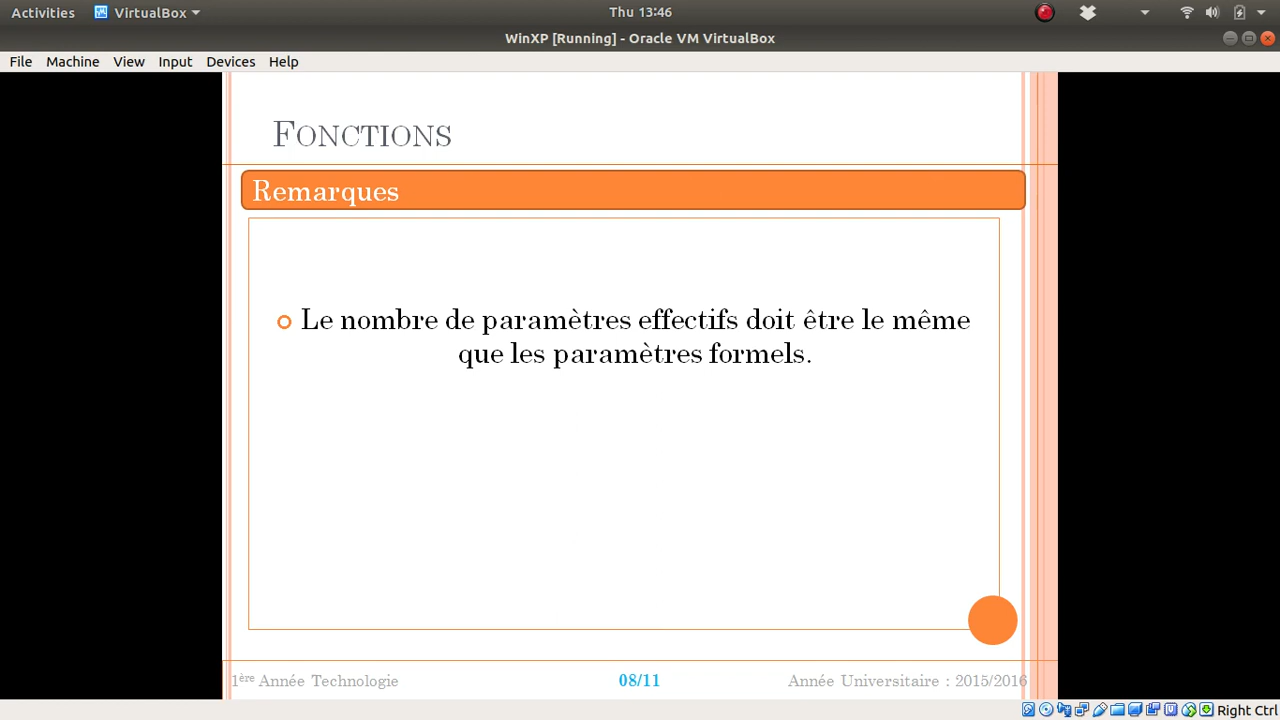 Activities VirtualBox Thu 13:46
WinXP [Running] - Oracle VM VirtualBox
File Machine View Input Devices Help
FONCTIONS
Remarques
Le nombre de paramètres effectifs doit être le même
que les paramètres formels.
1ère Année Technologie 08/11 Année Universitaire : 2015/2016
Right Ctrl